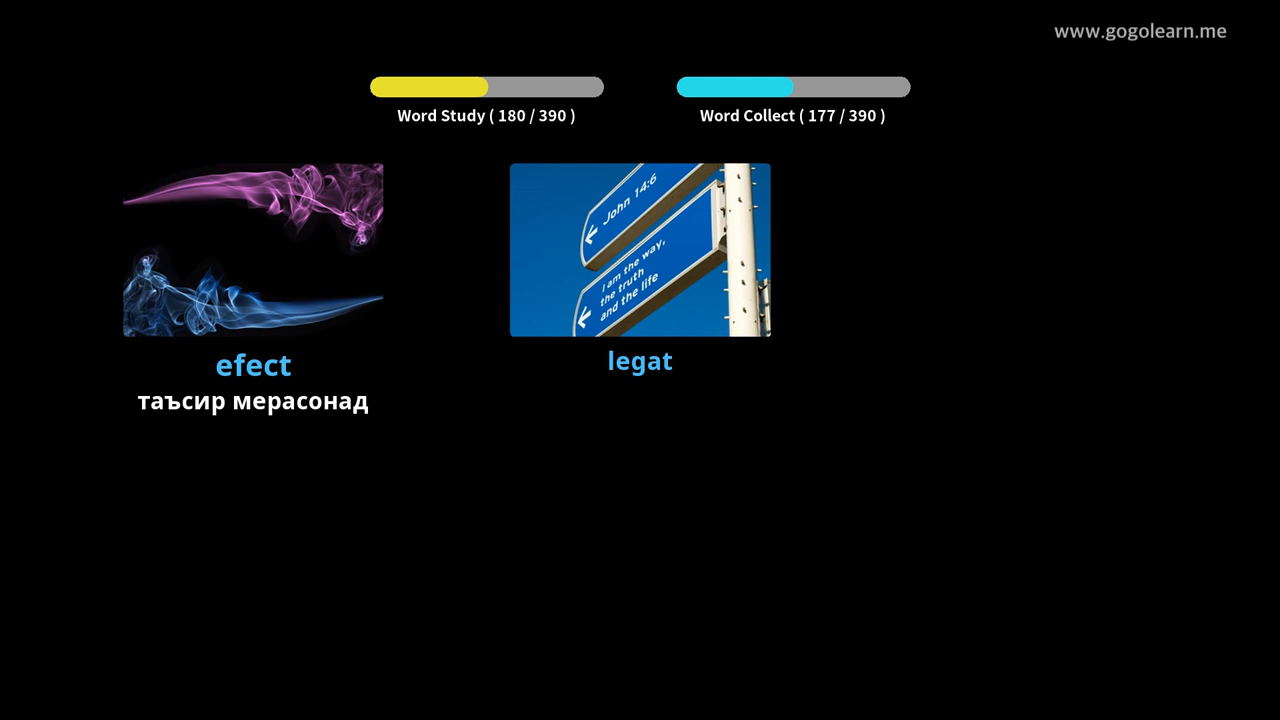 www.gogolearn.me
Word Study ( 180 / 390 )
Word Collect ( 177 / 390 )
John 14:6
I am the way,
the truth
and the life
efect
legat
таъсир мерасонад